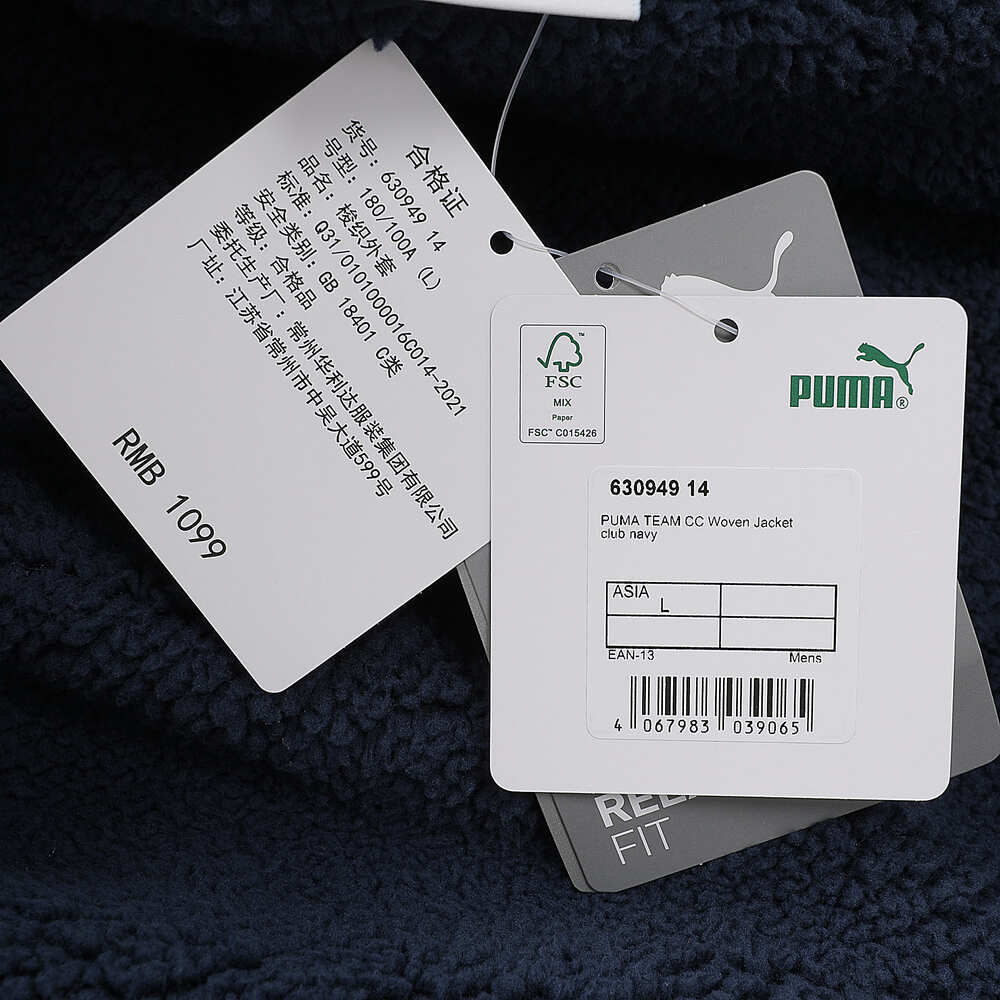 合格证
货号: 630949 14
号型: 180/100A (L)
品名: 梭织外套
标准: Q31/0101000016C014-2021
安全类别: GB 18401 C类
等级: 合格品
委托生产厂: 常州华利达服装集团有限公司
厂址: 江苏省常州市中吴大道599号
RMB 1099
FSC
MIX
Paper
FSC™ C015426
PUMA®
630949 14
PUMA TEAM CC Woven Jacket
club navy
ASIA
L
EAN-13 Mens
4 067983 039065
FIT